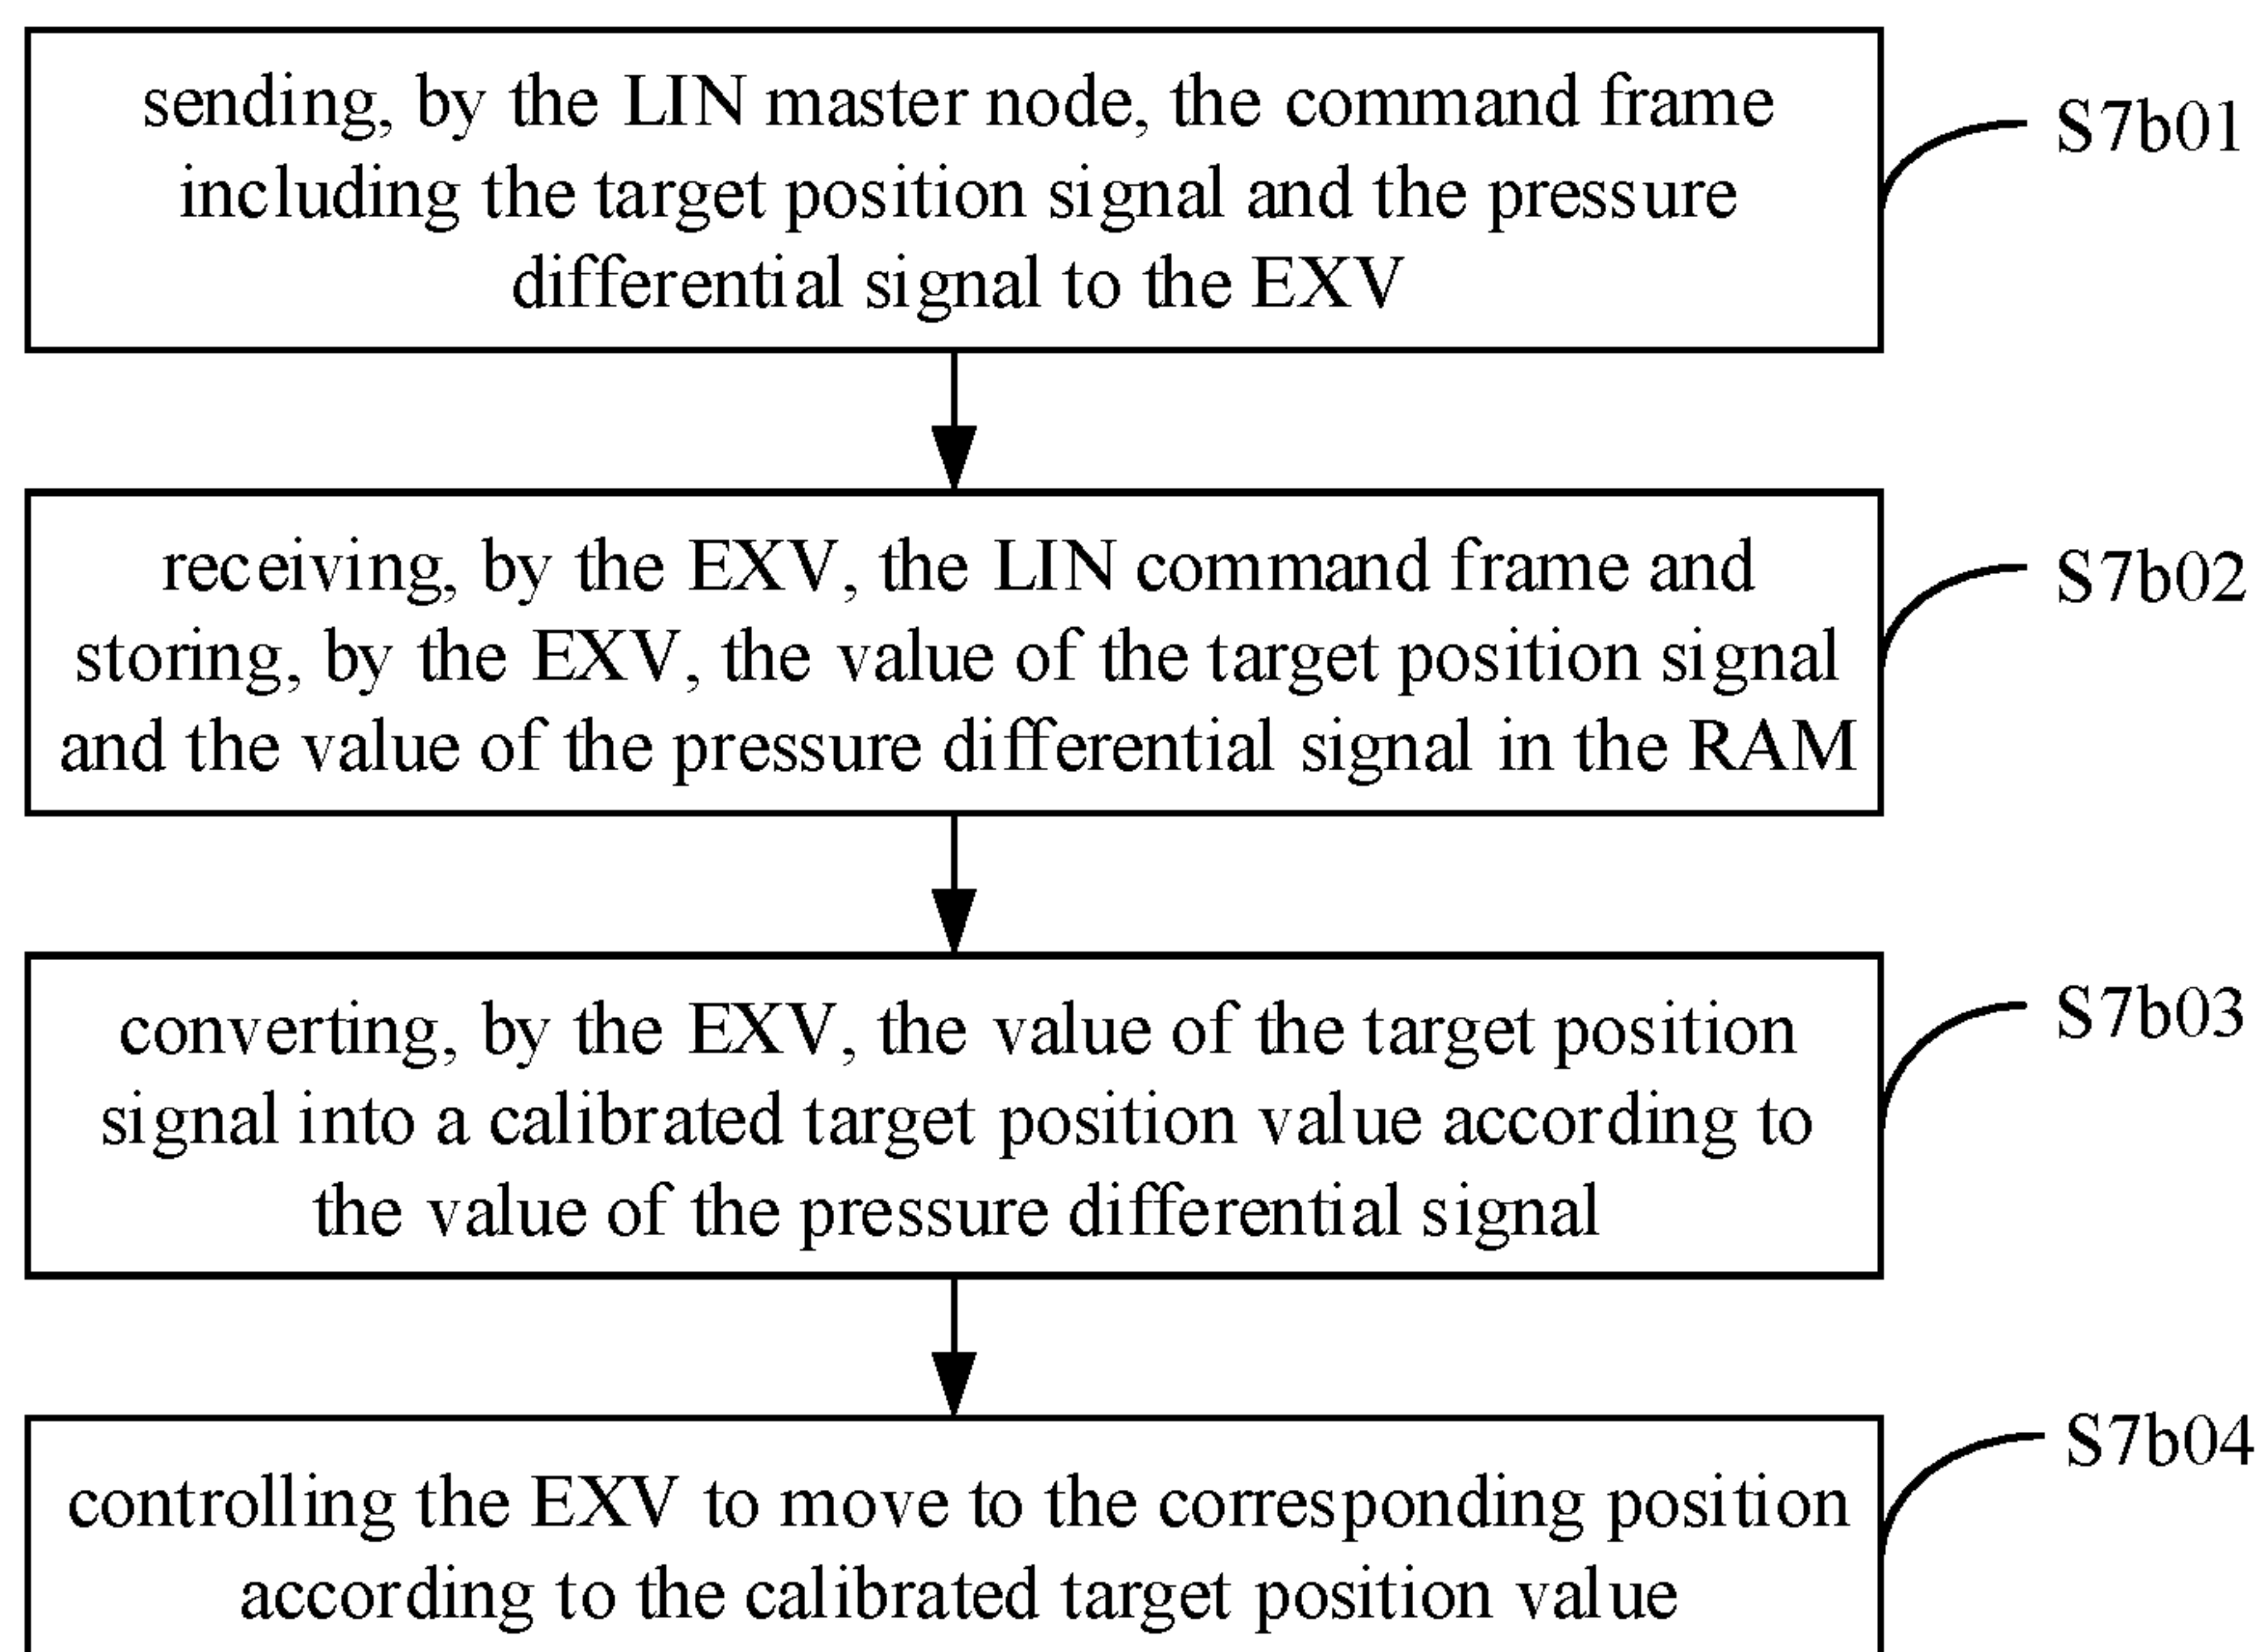 sending, by the LIN master node, the command frame
including the target position signal and the pressure
differential signal to the EXV
S7b01
receiving, by the EXV, the LIN command frame and
storing, by the EXV, the value of the target position signal
and the value of the pressure differential signal in the RAM
S7b02
converting, by the EXV, the value of the target position
signal into a calibrated target position value according to
the value of the pressure differential signal
S7b03
controlling the EXV to move to the corresponding position
according to the calibrated target position value
S7b04